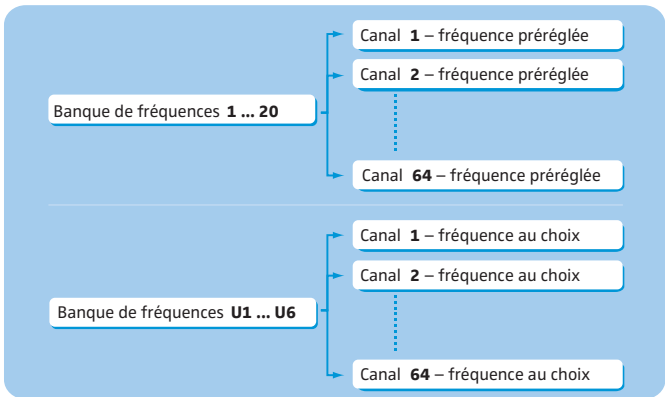 Canal 1 – fréquence préréglée
Canal 2 – fréquence préréglée
Banque de fréquences 1 ... 20
Canal 64 – fréquence préréglée
Canal 1 – fréquence au choix
Canal 2 – fréquence au choix
Banque de fréquences U1 ... U6
Canal 64 – fréquence au choix